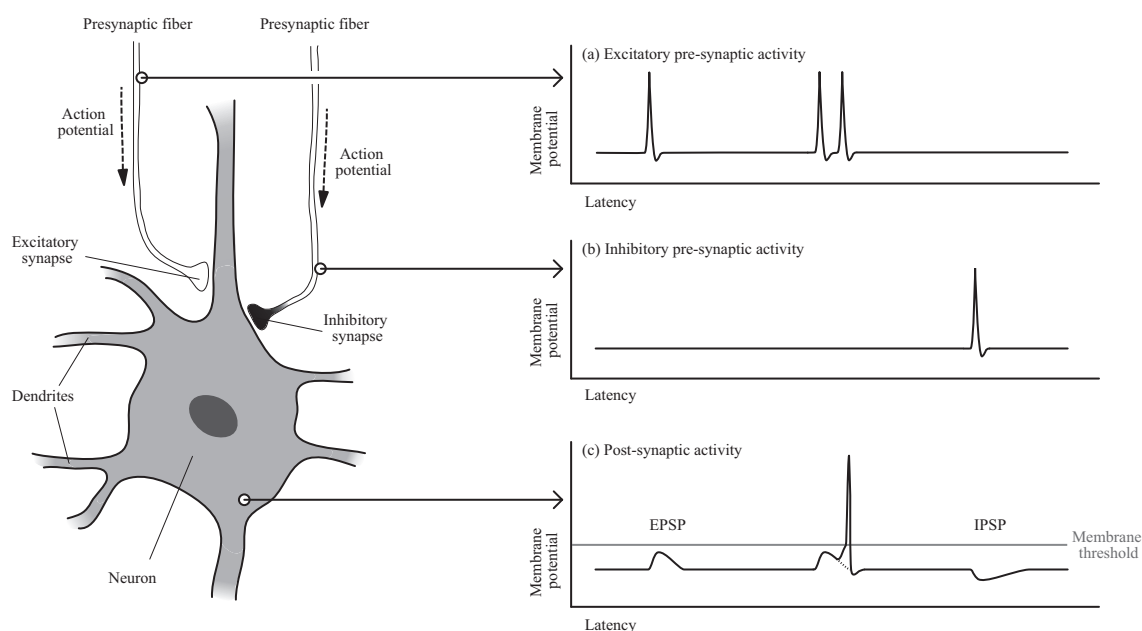 Presynaptic fiber
Presynaptic fiber
Action
potential
Action
potential
Excitatory
synapse
Inhibitory
synapse
Dendrites
Neuron
(a) Excitatory pre-synaptic activity
Membrane
potential
Latency
(b) Inhibitory pre-synaptic activity
Membrane
potential
Latency
(c) Post-synaptic activity
EPSP
IPSP
Membrane
threshold
Membrane
potential
Latency